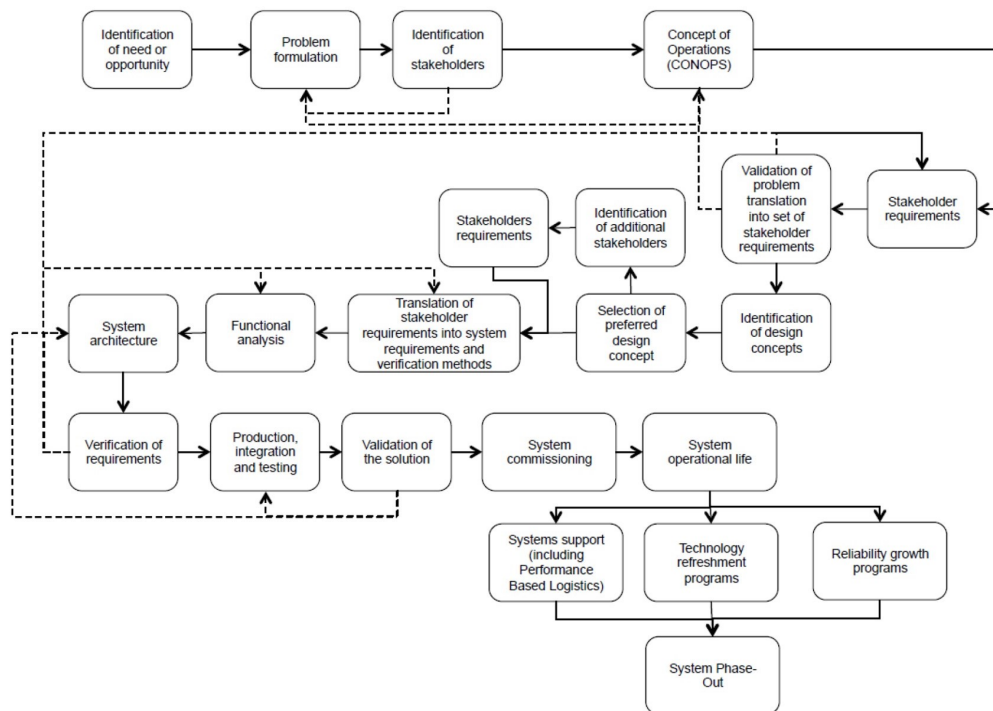 Identification
of need or
opportunity
Problem
formulation
Identification
of
stakeholders
Concept of
Operations
(CONOPS)
Validation of
problem
translation
into set of
stakeholder
requirements
Stakeholder
requirements
Stakeholders
requirements
Identification
of additional
stakeholders
System
architecture
Functional
analysis
Translation of
stakeholder
requirements into system
requirements and
verification methods
Selection of
preferred
design
concept
Identification
of design
concepts
Verification of
requirements
Production,
integration
and testing
Validation of
the solution
System
commissioning
System
operational life
Systems support
(including
Performance
Based Logistics)
Technology
refreshment
programs
Reliability growth
programs
System Phase-
Out